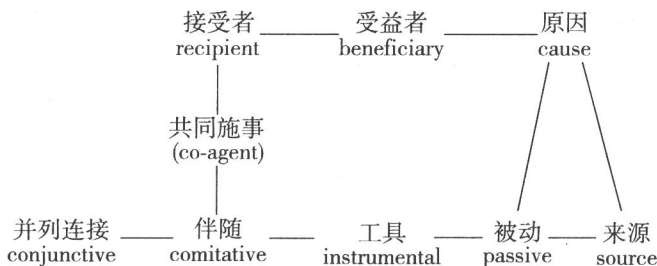 接受者 受益者 原因
recipient beneficiary cause
共同施事
(co-agent)
并列连接 伴随 工具 被动 来源
conjunctive comitative instrumental passive source